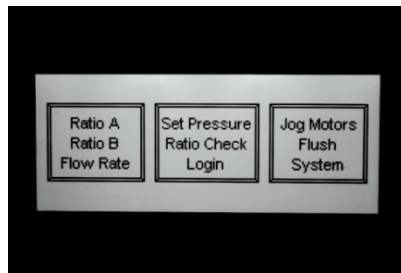 Ratio A
Ratio B
Flow Rate
Set Pressure
Ratio Check
Login
Jog Motors
Flush
System